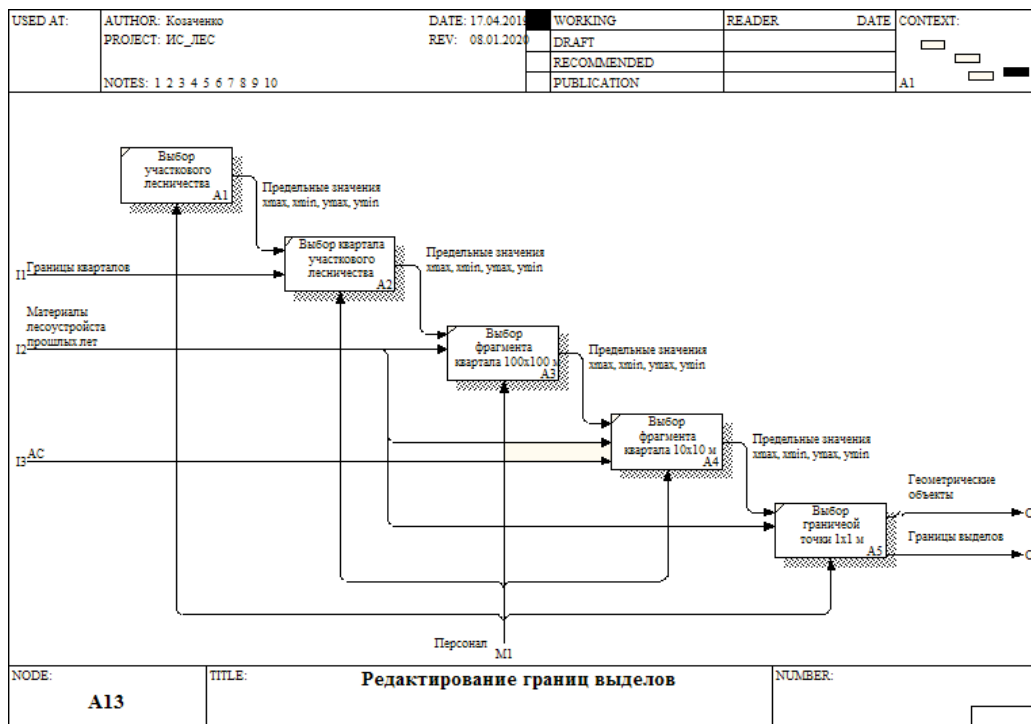 USED AT:
AUTHOR: Козаченко
DATE: 17.04.2019
PROJECT: ИС_ЛЕС
REV: 08.01.2020
NOTES: 1 2 3 4 5 6 7 8 9 10
WORKING
DRAFT
RECOMMENDED
PUBLICATION
READER
DATE
CONTEXT:
A1
Выбор
участкового
лесничества
A1
Предельные значения
xmax, xmin, ymax, ymin
I1 Границы кварталов
Выбор квартала
участкового
лесничества
A2
Предельные значения
xmax, xmin, ymax, ymin
Материалы
лесоустройства
прошлых лет
I2
Выбор
фрагмента
квартала 100x100 м
A3
Предельные значения
xmax, xmin, ymax, ymin
I3 АС
Выбор
фрагмента
квартала 10x10 м
A4
Предельные значения
xmax, xmin, ymax, ymin
Выбор
граничеой
точки 1x1 м
A5
Геометрические
объекты
Границы выделов
Персонал
M1
NODE:
A13
TITLE:
Редактирование границ выделов
NUMBER: